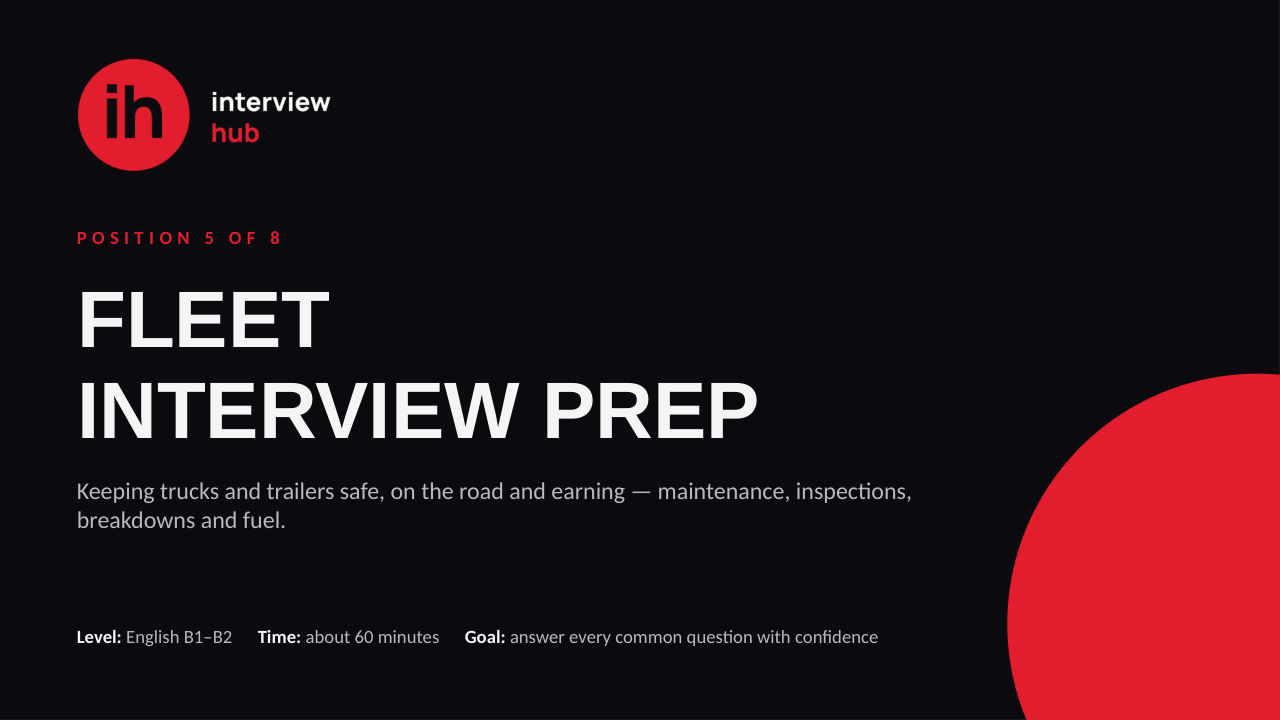 ih
interview
hub
POSITION 5 OF 8
FLEET
INTERVIEW PREP
Keeping trucks and trailers safe, on the road and earning — maintenance, inspections,
breakdowns and fuel.
Level: English B1–B2 Time: about 60 minutes Goal: answer every common question with confidence